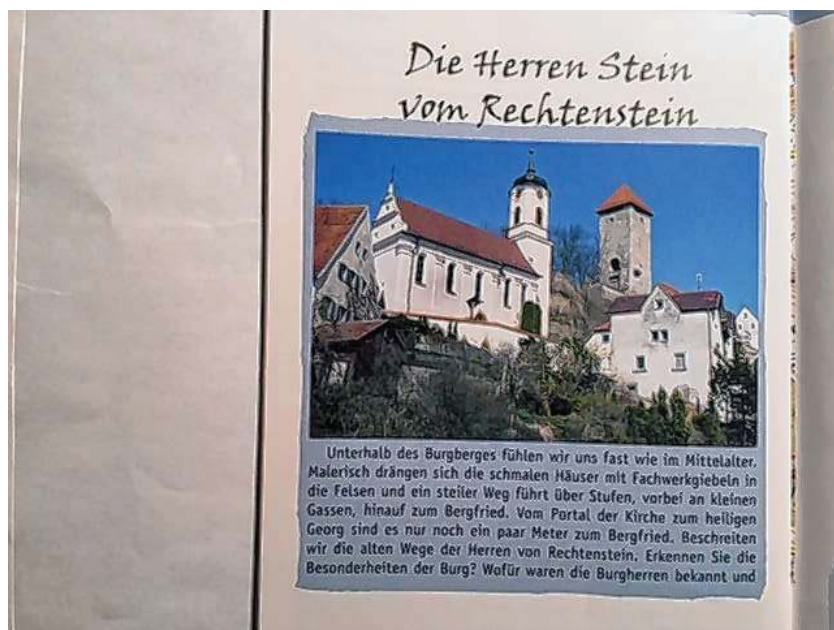 Die Herren Stein
vom Rechtenstein
Unterhalb des Burgberges fühlen wir uns fast wie im Mittelalter.
Malerisch drängen sich die schmalen Häuser mit Fachwerkgiebeln in
die Felsen und ein steiler Weg führt über Stufen, vorbei an kleinen
Gassen, hinauf zum Bergfried. Vom Portal der Kirche zum heiligen
Georg sind es nur noch ein paar Meter zum Bergfried. Beschreiten
wir die alten Wege der Herren von Rechtenstein. Erkennen Sie die
Besonderheiten der Burg? Wofür waren die Burgherren bekannt und